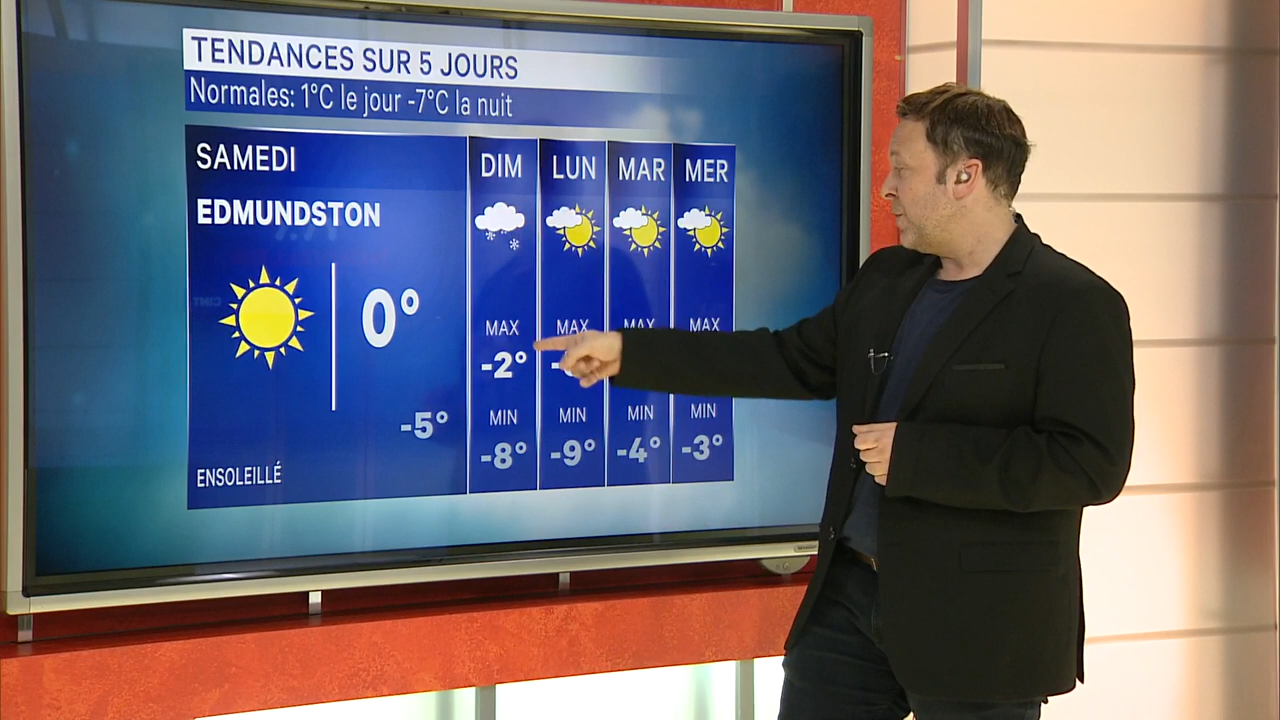 TENDANCES SUR 5 JOURS
Normales: 1°C le jour -7°C la nuit
SAMEDI
EDMUNDSTON
0°
-5°
ENSOLEILLÉ
DIM
MAX
-2°
MIN
-8°
LUN
MAX
MIN
-9°
MAR
MAX
MIN
-4°
MER
MAX
MIN
-3°